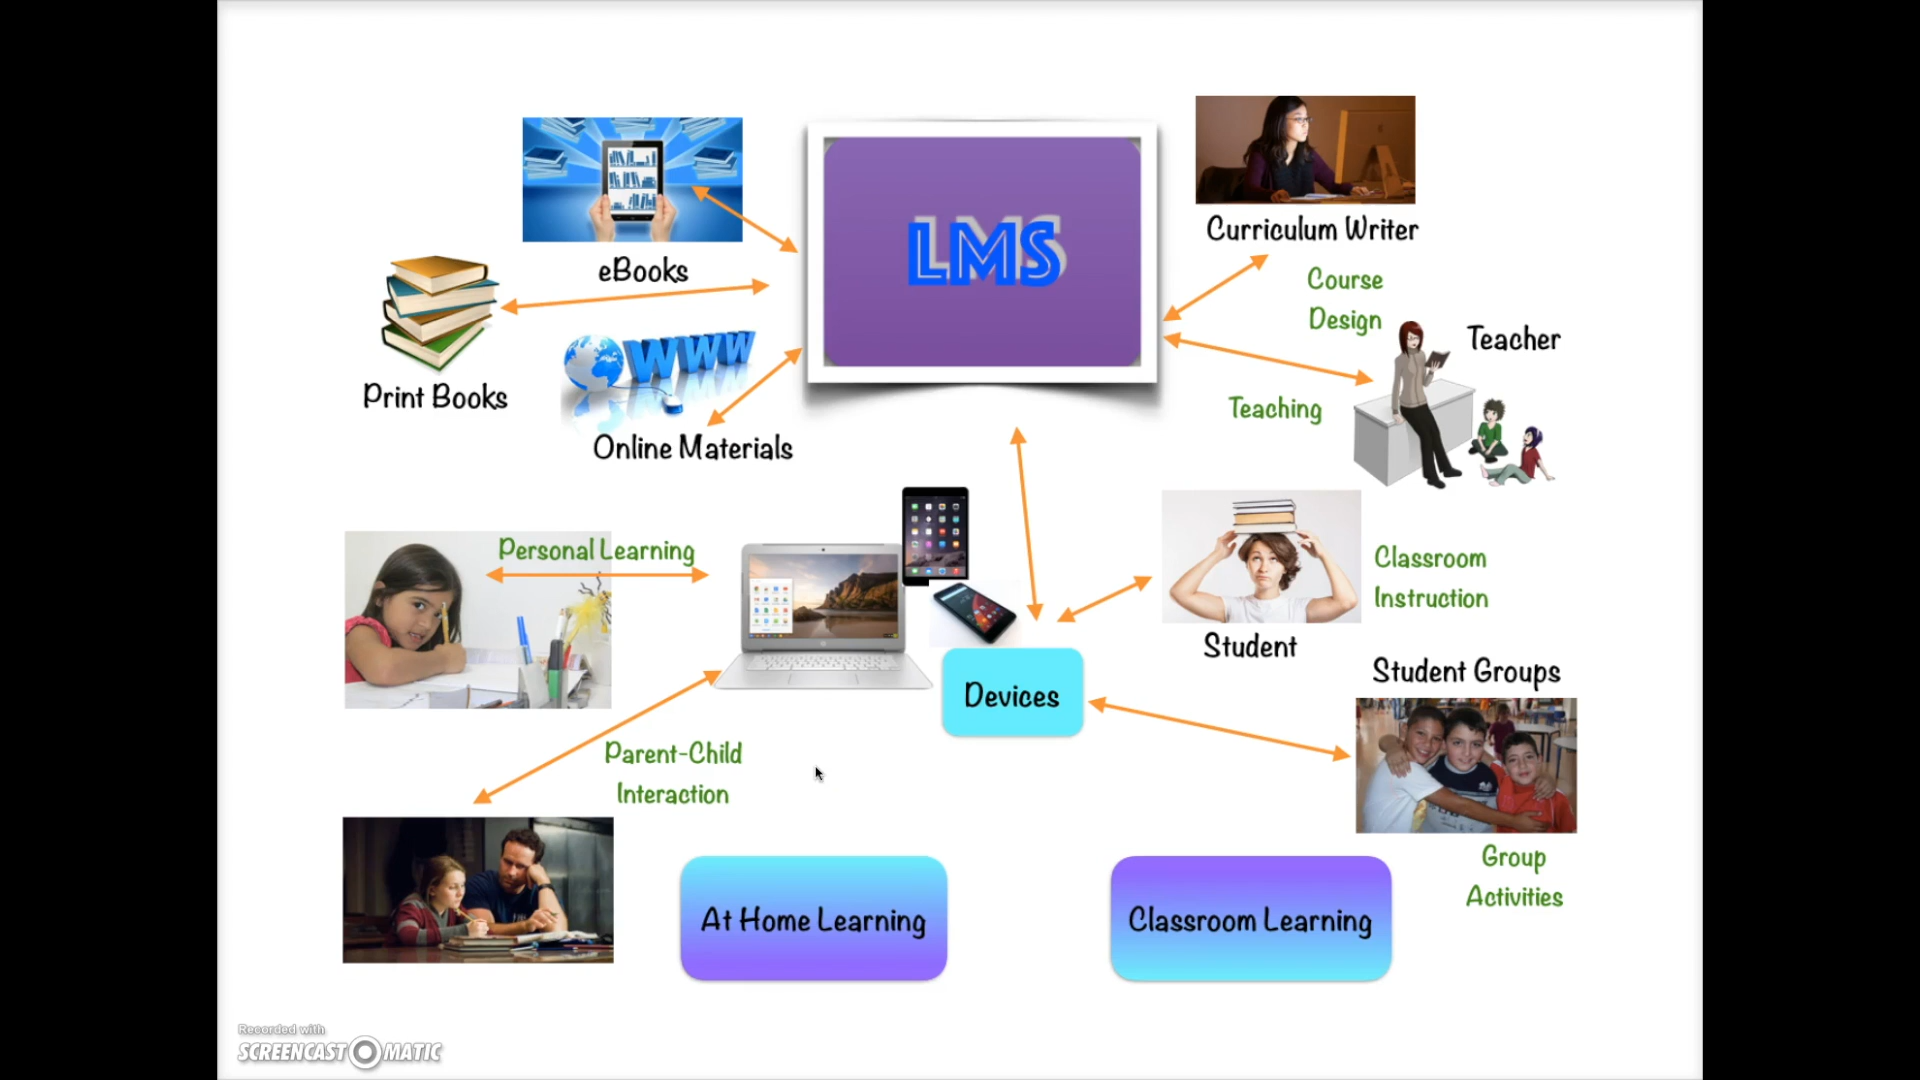 LMS
eBooks
Print Books
WWW
Online Materials
Curriculum Writer
Course
Design
Teacher
Teaching
Personal Learning
Classroom
Instruction
Student
Student Groups
Devices
Parent-Child
Interaction
Group
Activities
At Home Learning
Classroom Learning
Recorded with
SCREENCAST MATIC